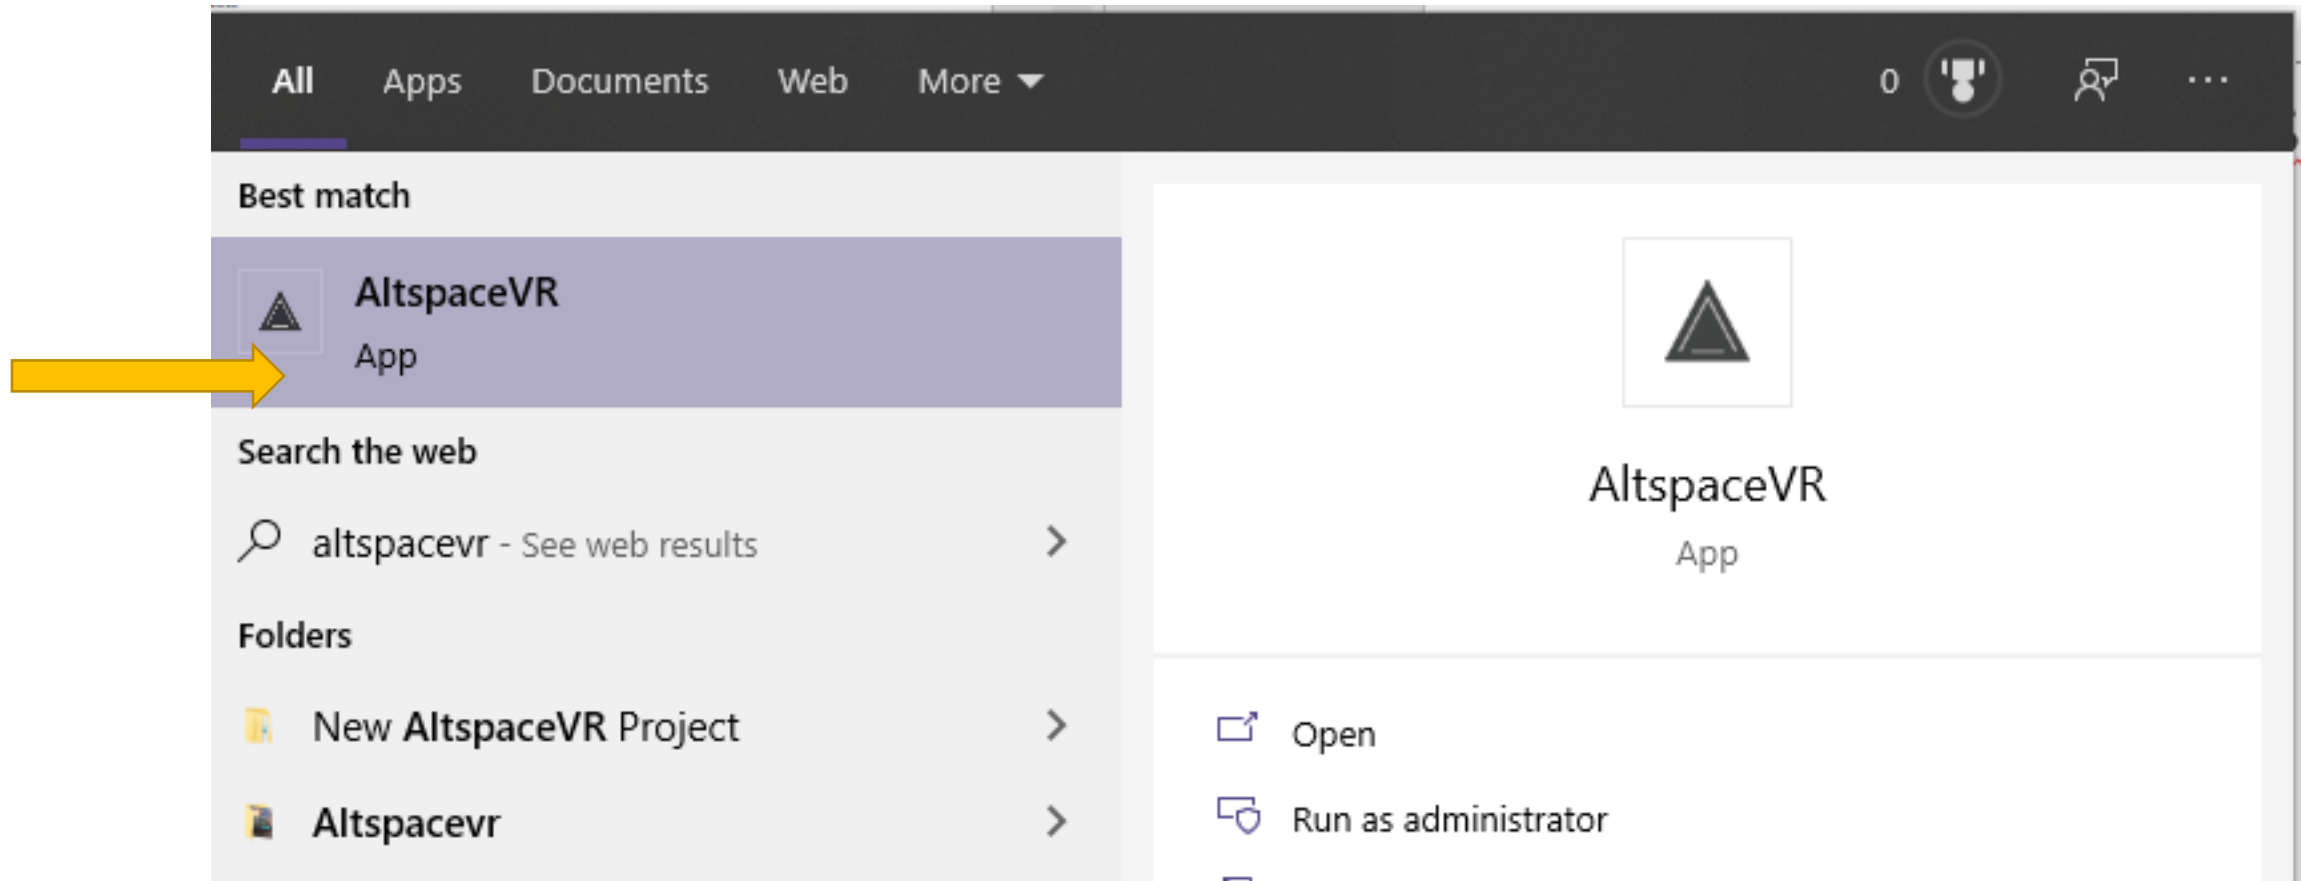 All Apps Documents Web More 0 ...
Best match
AltspaceVR
App
Search the web
altspacevr - See web results
Folders
New AltspaceVR Project
Altspacevr
AltspaceVR
App
Open
Run as administrator